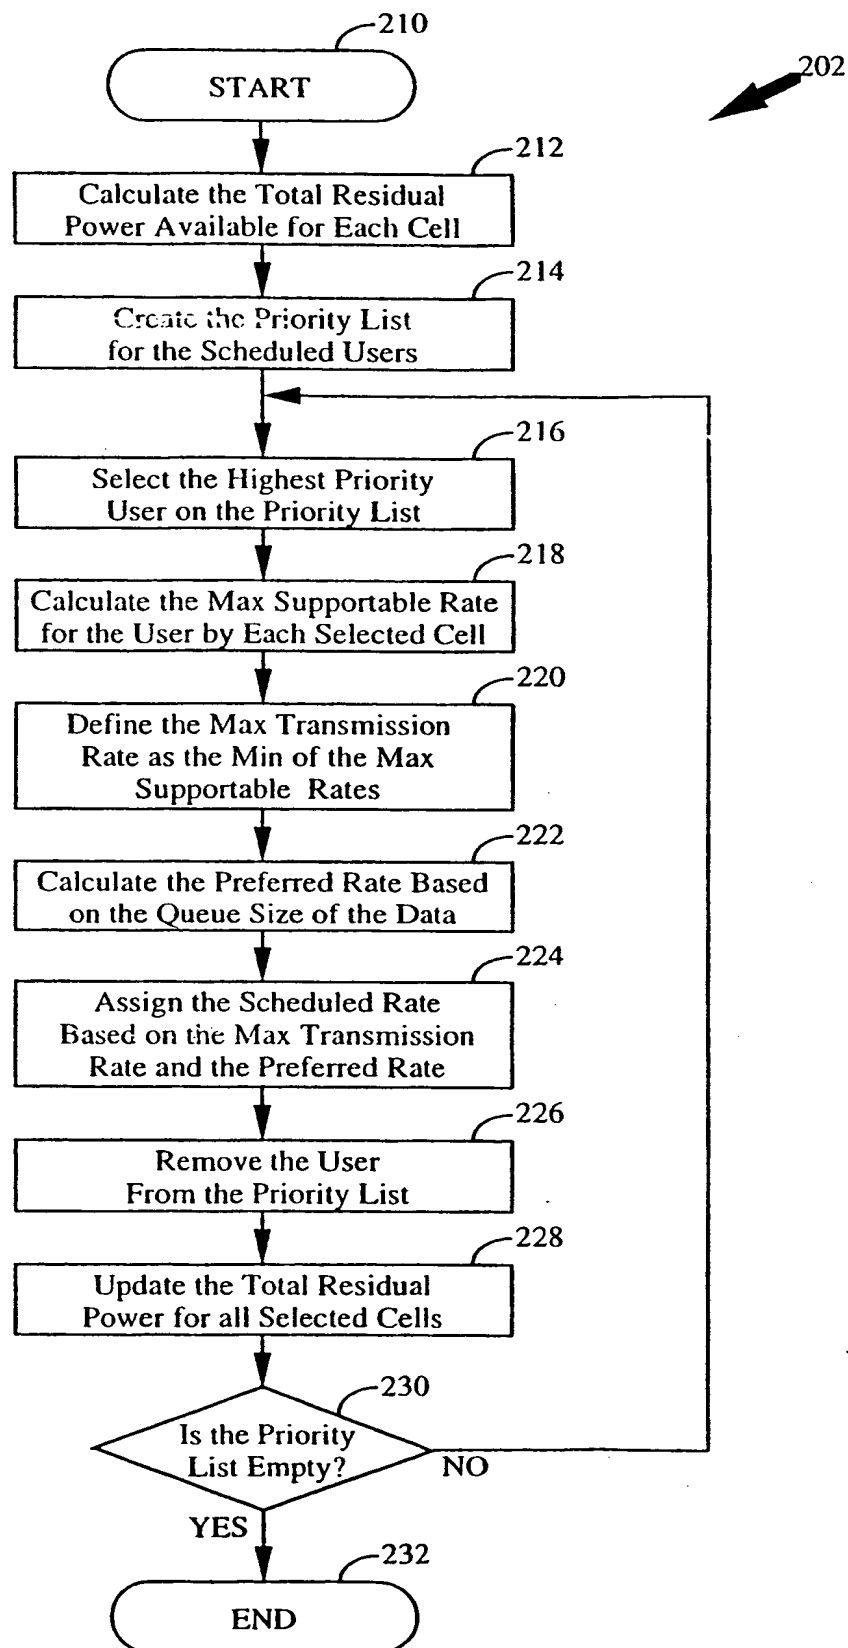 210
START
202
212
Calculate the Total Residual
Power Available for Each Cell
214
Create the Priority List
for the Scheduled Users
216
Select the Highest Priority
User on the Priority List
218
Calculate the Max Supportable Rate
for the User by Each Selected Cell
220
Define the Max Transmission
Rate as the Min of the Max
Supportable Rates
222
Calculate the Preferred Rate Based
on the Queue Size of the Data
224
Assign the Scheduled Rate
Based on the Max Transmission
Rate and the Preferred Rate
226
Remove the User
From the Priority List
228
Update the Total Residual
Power for all Selected Cells
230
Is the Priority
List Empty?
NO
YES
232
END